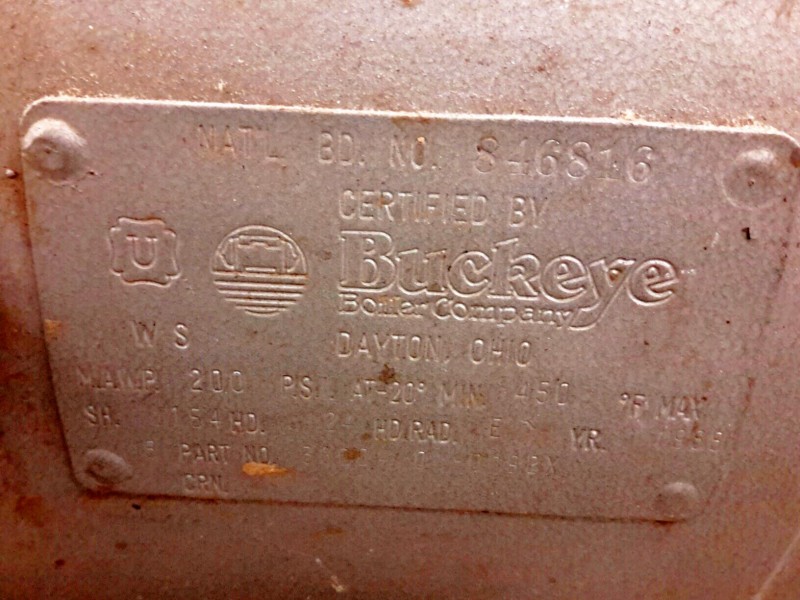 NAT'L. BD. NO. 846816
CERTIFIED BY
U
Buckeye
Boiler Company
W S
DAYTON, OHIO
M.A.W.P. 200 P.S.I. AT -20° MIN. 450 °F MAX
SH. 154 HD. HD. RAD. E YR.
PART NO.
CRN.